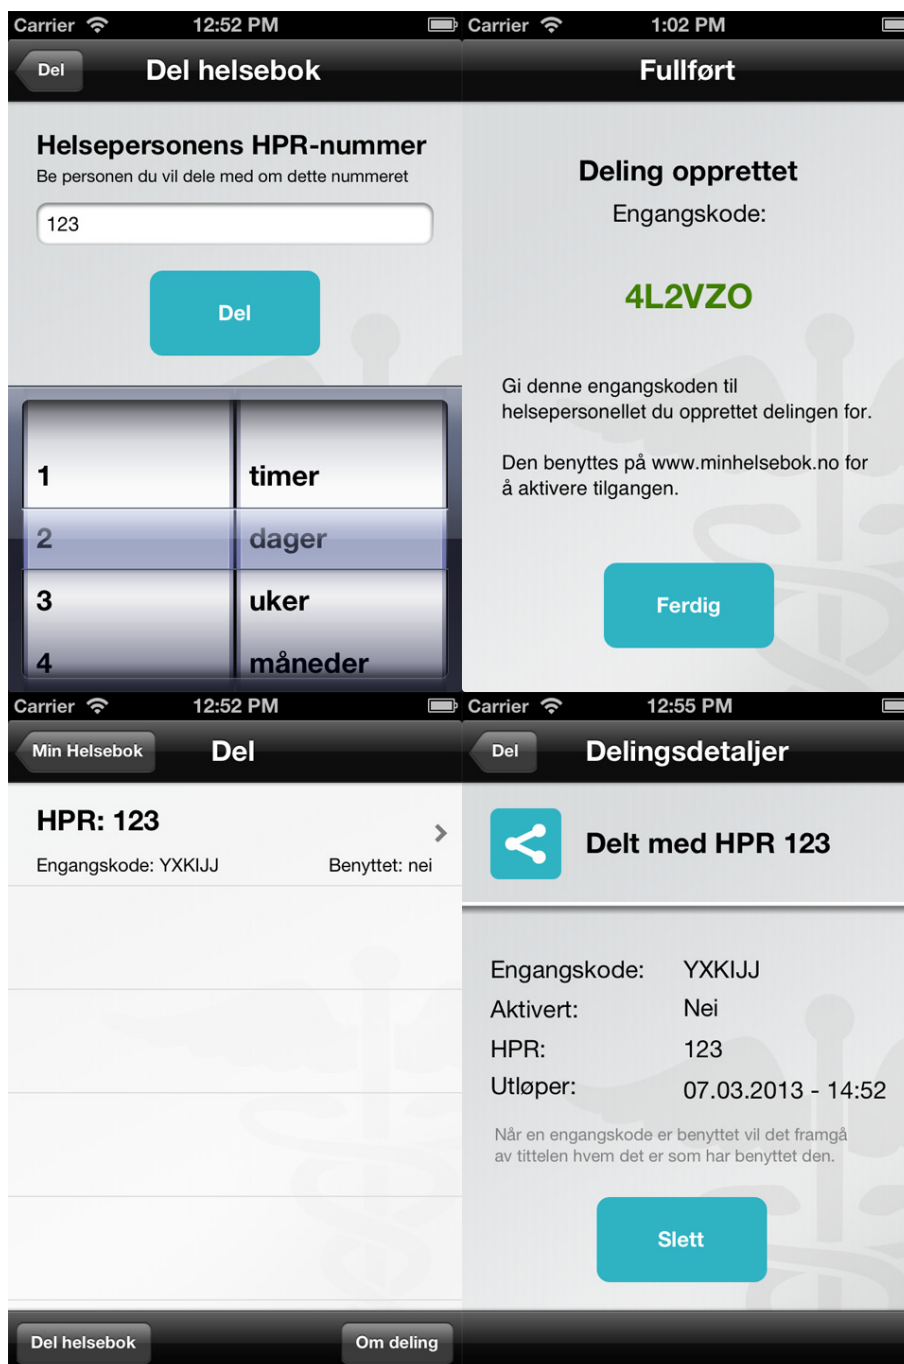 Carrier 12:52 PM
Del Del helsebok
Helsepersonens HPR-nummer
Be personen du vil dele med om dette nummeret
123
Del
1 timer
2 dager
3 uker
4 måneder
Carrier 1:02 PM
Fullført
Deling opprettet
Engangskode:
4L2VZO
Gi denne engangskoden til
helsepersonellet du opprettet delingen for.
Den benyttes på www.minhelsebok.no for
å aktivere tilgangen.
Ferdig
Carrier 12:52 PM
Min Helsebok Del
HPR: 123
Engangskode: YXKIJJ Benyttet: nei
Del helsebok Om deling
Carrier 12:55 PM
Del Delingsdetaljer
Delt med HPR 123
Engangskode: YXKIJJ
Aktivert: Nei
HPR: 123
Utløper: 07.03.2013 - 14:52
Når en engangskode er benyttet vil det framgå
av tittelen hvem det er som har benyttet den.
Slett